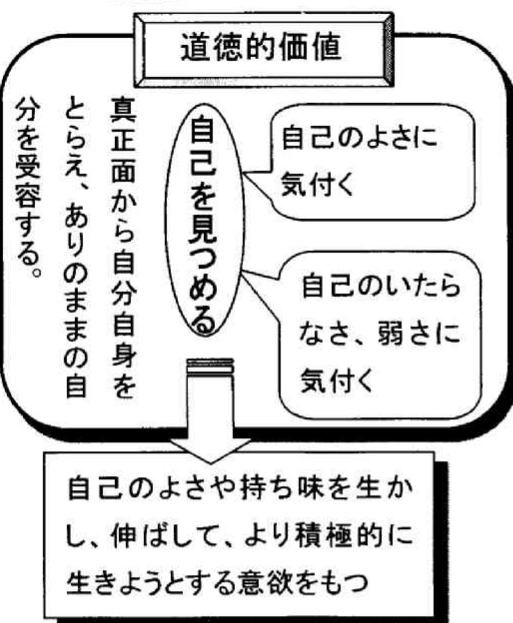 道徳的価値
真正面から自分自身を
とらえ、ありのままの自
分を受容する。
自己を見つめる
自己のよさに
気付く
自己のいたら
なさ、弱さに
気付く
自己のよさや持ち味を生か
し、伸ばして、より積極的に
生きようとする意欲をもつ